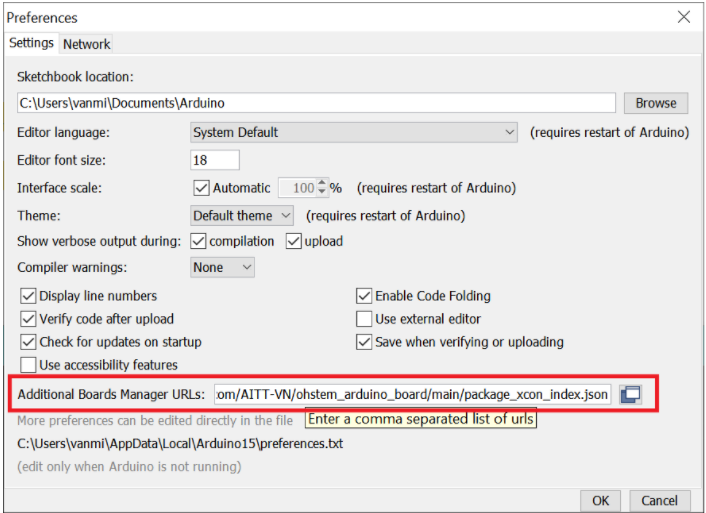 Preferences
Settings Network
Sketchbook location:
C:\Users\vanmi\Documents\Arduino Browse
Editor language: System Default (requires restart of Arduino)
Editor font size: 18
Interface scale: Automatic 100 % (requires restart of Arduino)
Theme: Default theme (requires restart of Arduino)
Show verbose output during: compilation upload
Compiler warnings: None
Display line numbers Enable Code Folding
Verify code after upload Use external editor
Check for updates on startup Save when verifying or uploading
Use accessibility features
Additional Boards Manager URLs: :om/AITT-VN/ohstem_arduino_board/main/package_xcon_index.json
More preferences can be edited directly in the file Enter a comma separated list of urls
C:\Users\vanmi\AppData\Local\Arduino15\preferences.txt
(edit only when Arduino is not running)
OK Cancel